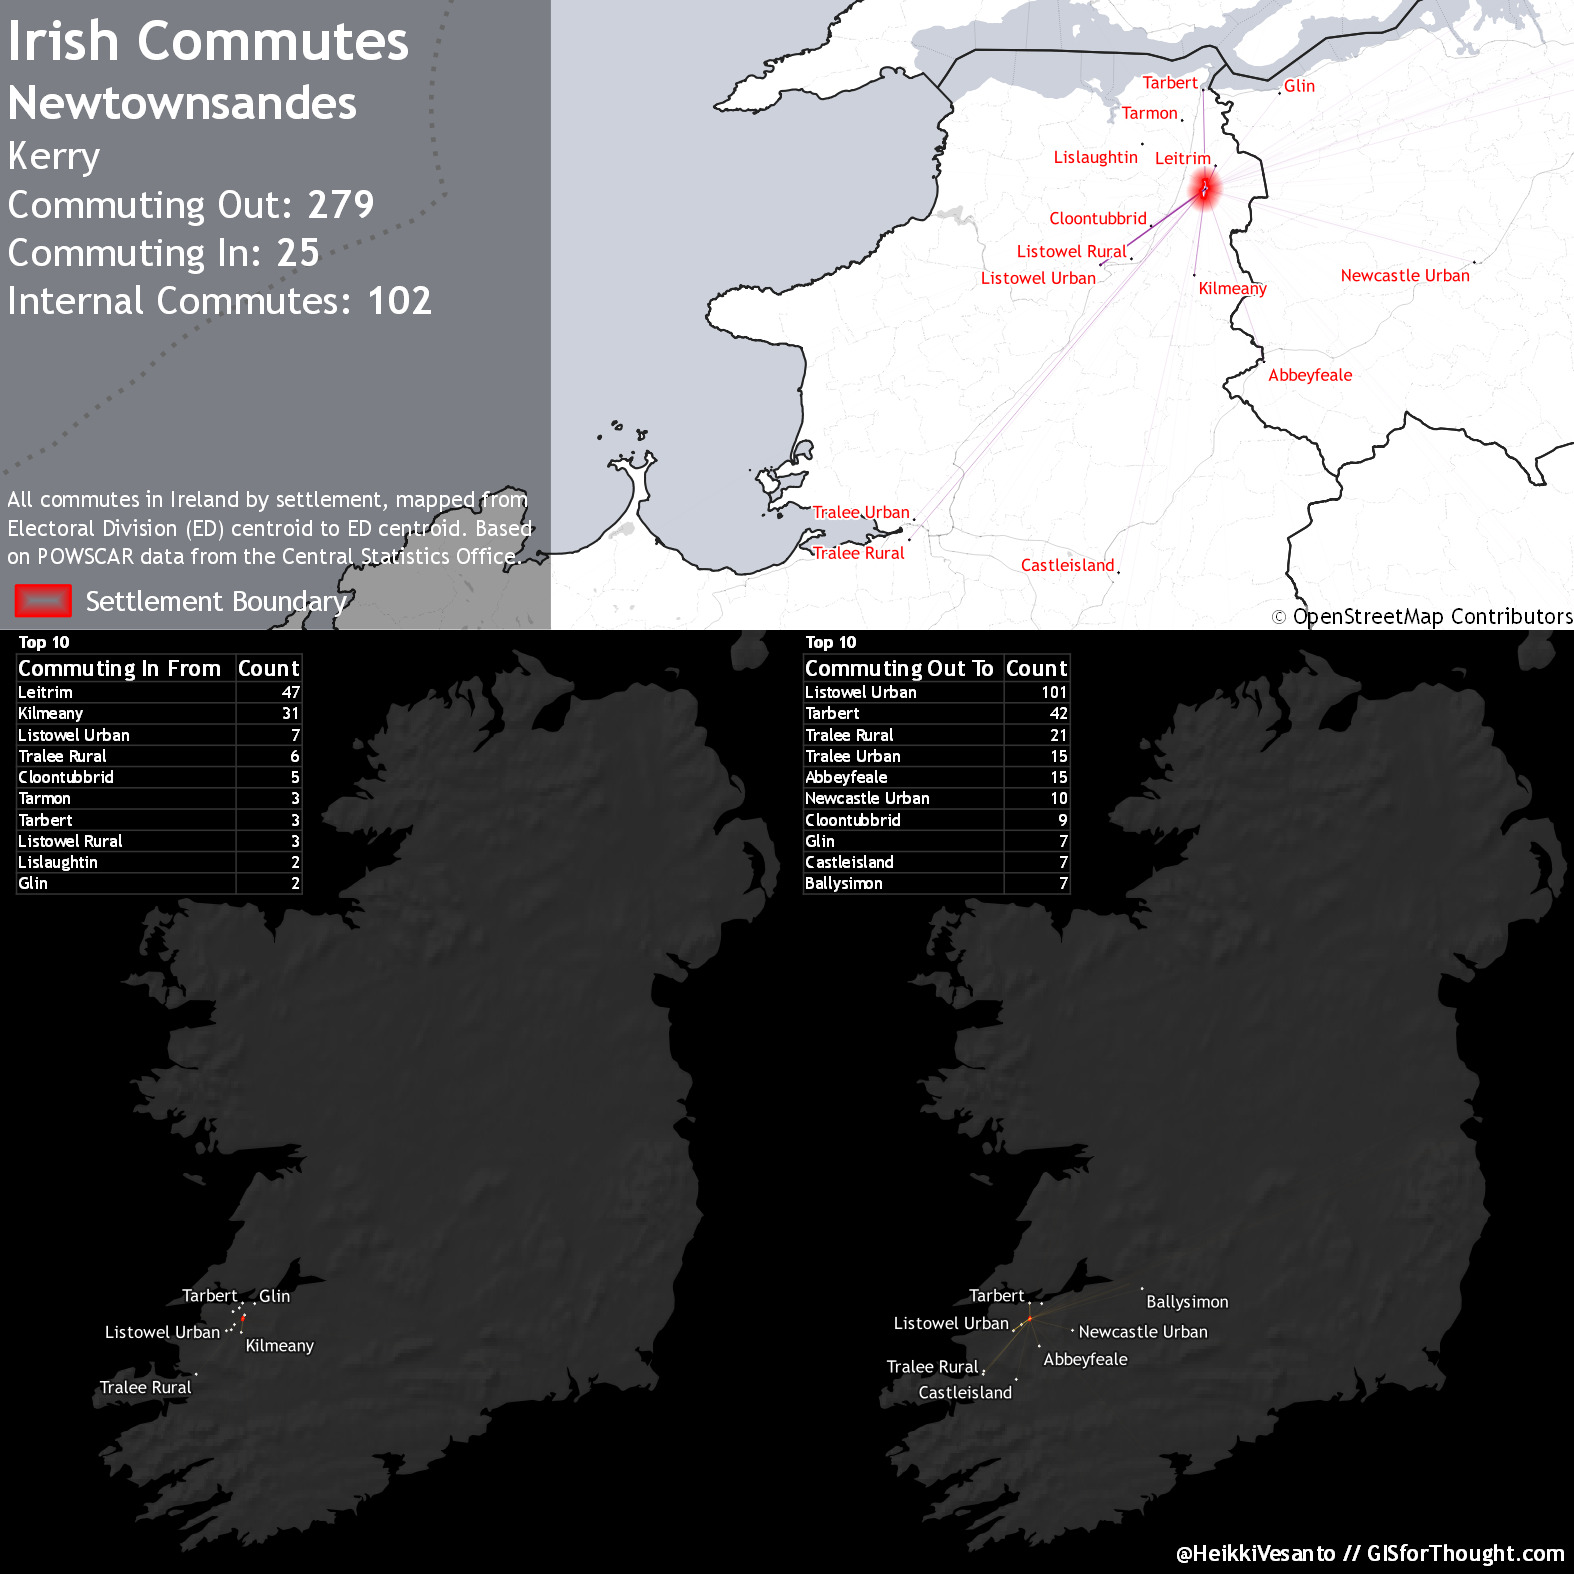 Irish Commutes
Newtownsandes
Kerry
Commuting Out: 279
Commuting In: 25
Internal Commutes: 102
All commutes in Ireland by settlement, mapped from
Electoral Division (ED) centroid to ED centroid. Based
on POWSCAR data from the Central Statistics Office.
Settlement Boundary
Tarbert
Glin
Tarmon
Lislaughtin
Leitrim
Cloontubbrid
Listowel Rural
Listowel Urban
Kilmeany
Newcastle Urban
Abbeyfeale
Tralee Urban
Tralee Rural
Castleisland
© OpenStreetMap Contributors
Top 10
Commuting In From Count
Leitrim 47
Kilmeany 31
Listowel Urban 7
Tralee Rural 6
Cloontubbrid 5
Tarmon 3
Tarbert 3
Listowel Rural 3
Lislaughtin 2
Glin 2
Tarbert
Glin
Listowel Urban
Kilmeany
Tralee Rural
Top 10
Commuting Out To Count
Listowel Urban 101
Tarbert 42
Tralee Rural 21
Tralee Urban 15
Abbeyfeale 15
Newcastle Urban 10
Cloontubbrid 9
Glin 7
Castleisland 7
Ballysimon 7
Tarbert
Ballysimon
Listowel Urban
Newcastle Urban
Abbeyfeale
Tralee Rural
Castleisland
@HeikkiVesanto // GISforThought.com